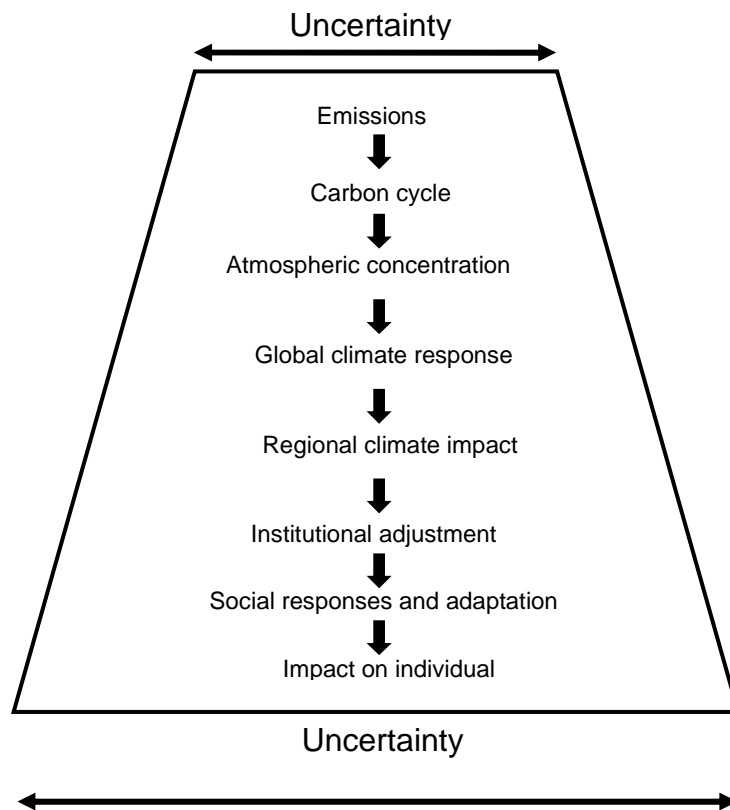 Uncertainty
Emissions
Carbon cycle
Atmospheric concentration
Global climate response
Regional climate impact
Institutional adjustment
Social responses and adaptation
Impact on individual
Uncertainty